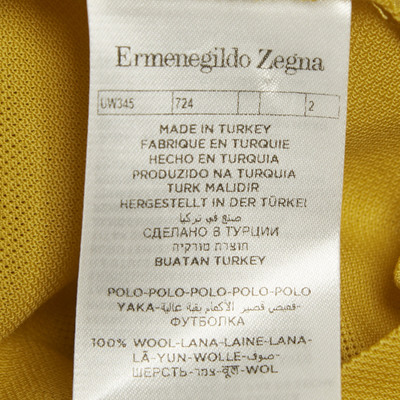 Ermenegildo Zegna
UW345 724 2
MADE IN TURKEY
FABRIQUE EN TURQUIE
HECHO EN TURQUIA
PRODUZIDO NA TURQUIA
TURK MALIDIR
HERGESTELLT IN DER TÜRKEI
صنع في تركيا
СДЕЛАНО В ТУРЦИИ
תוצרת טורקיה
BUATAN TURKEY
POLO-POLO-POLO-POLO-POLO
YAKA-قميص قصير الأكمام بقبة عالية-
ФУТБОЛКА
100% WOOL-LANA-LAINE-LANA-
LÃ-YUN-WOLLE-صوف-
ШЕРСТЬ-צמר-वूल-WOL